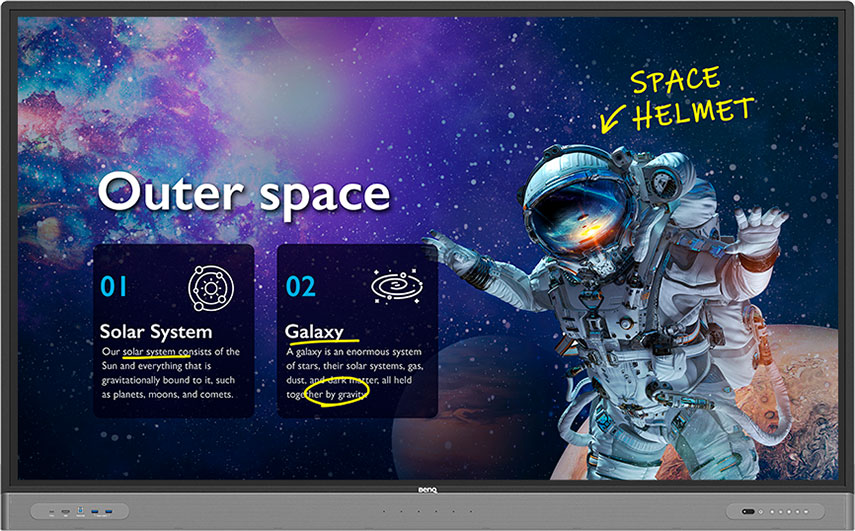 SPACE
HELMET
Outer space
01
Solar System
Our solar system consists of the
Sun and everything that is
gravitationally bound to it, such
as planets, moons, and comets.
02
Galaxy
A galaxy is an enormous system
of stars, their solar systems, gas,
dust, and dark matter, all held
together by gravity.
BenQ